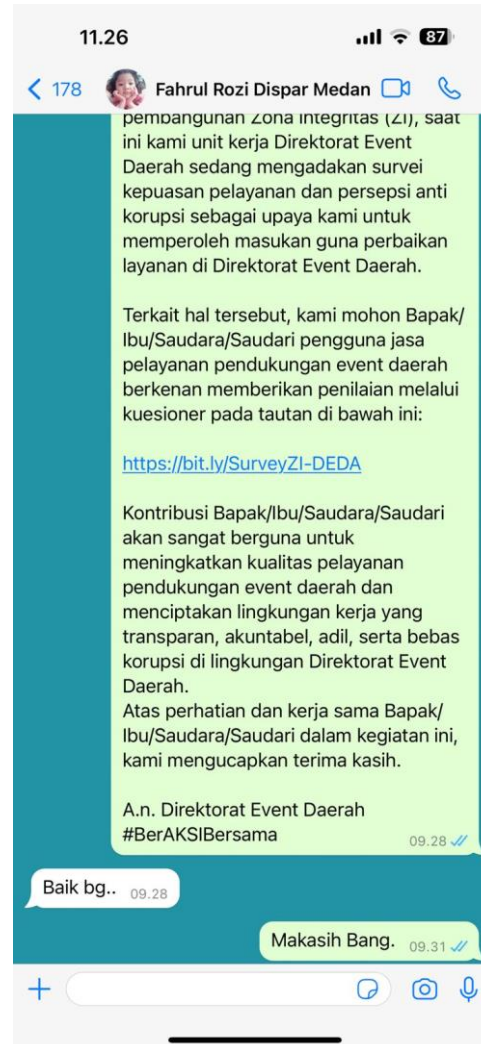 11.26
87
178
Fahrul Rozi Dispar Medan
pembangunan Zona Integritas (ZI), saat
ini kami unit kerja Direktorat Event
Daerah sedang mengadakan survei
kepuasan pelayanan dan persepsi anti
korupsi sebagai upaya kami untuk
memperoleh masukan guna perbaikan
layanan di Direktorat Event Daerah.
Terkait hal tersebut, kami mohon Bapak/
Ibu/Saudara/Saudari pengguna jasa
pelayanan pendukungan event daerah
berkenan memberikan penilaian melalui
kuesioner pada tautan di bawah ini:
https://bit.ly/SurveyZI-DEDA
Kontribusi Bapak/Ibu/Saudara/Saudari
akan sangat berguna untuk
meningkatkan kualitas pelayanan
pendukungan event daerah dan
menciptakan lingkungan kerja yang
transparan, akuntabel, adil, serta bebas
korupsi di lingkungan Direktorat Event
Daerah.
Atas perhatian dan kerja sama Bapak/
Ibu/Saudara/Saudari dalam kegiatan ini,
kami mengucapkan terima kasih.
A.n. Direktorat Event Daerah
#BerAKSIBersama
09.28
Baik bg.. 09.28
Makasih Bang. 09.31